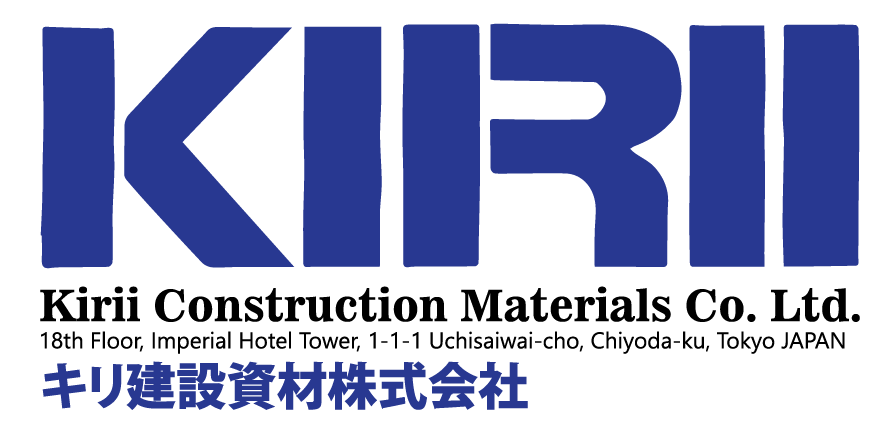 KIRII
Kirii Construction Materials Co. Ltd.
18th Floor, Imperial Hotel Tower, 1-1-1 Uchisaiwai-cho, Chiyoda-ku, Tokyo JAPAN
キリ建設資材株式会社